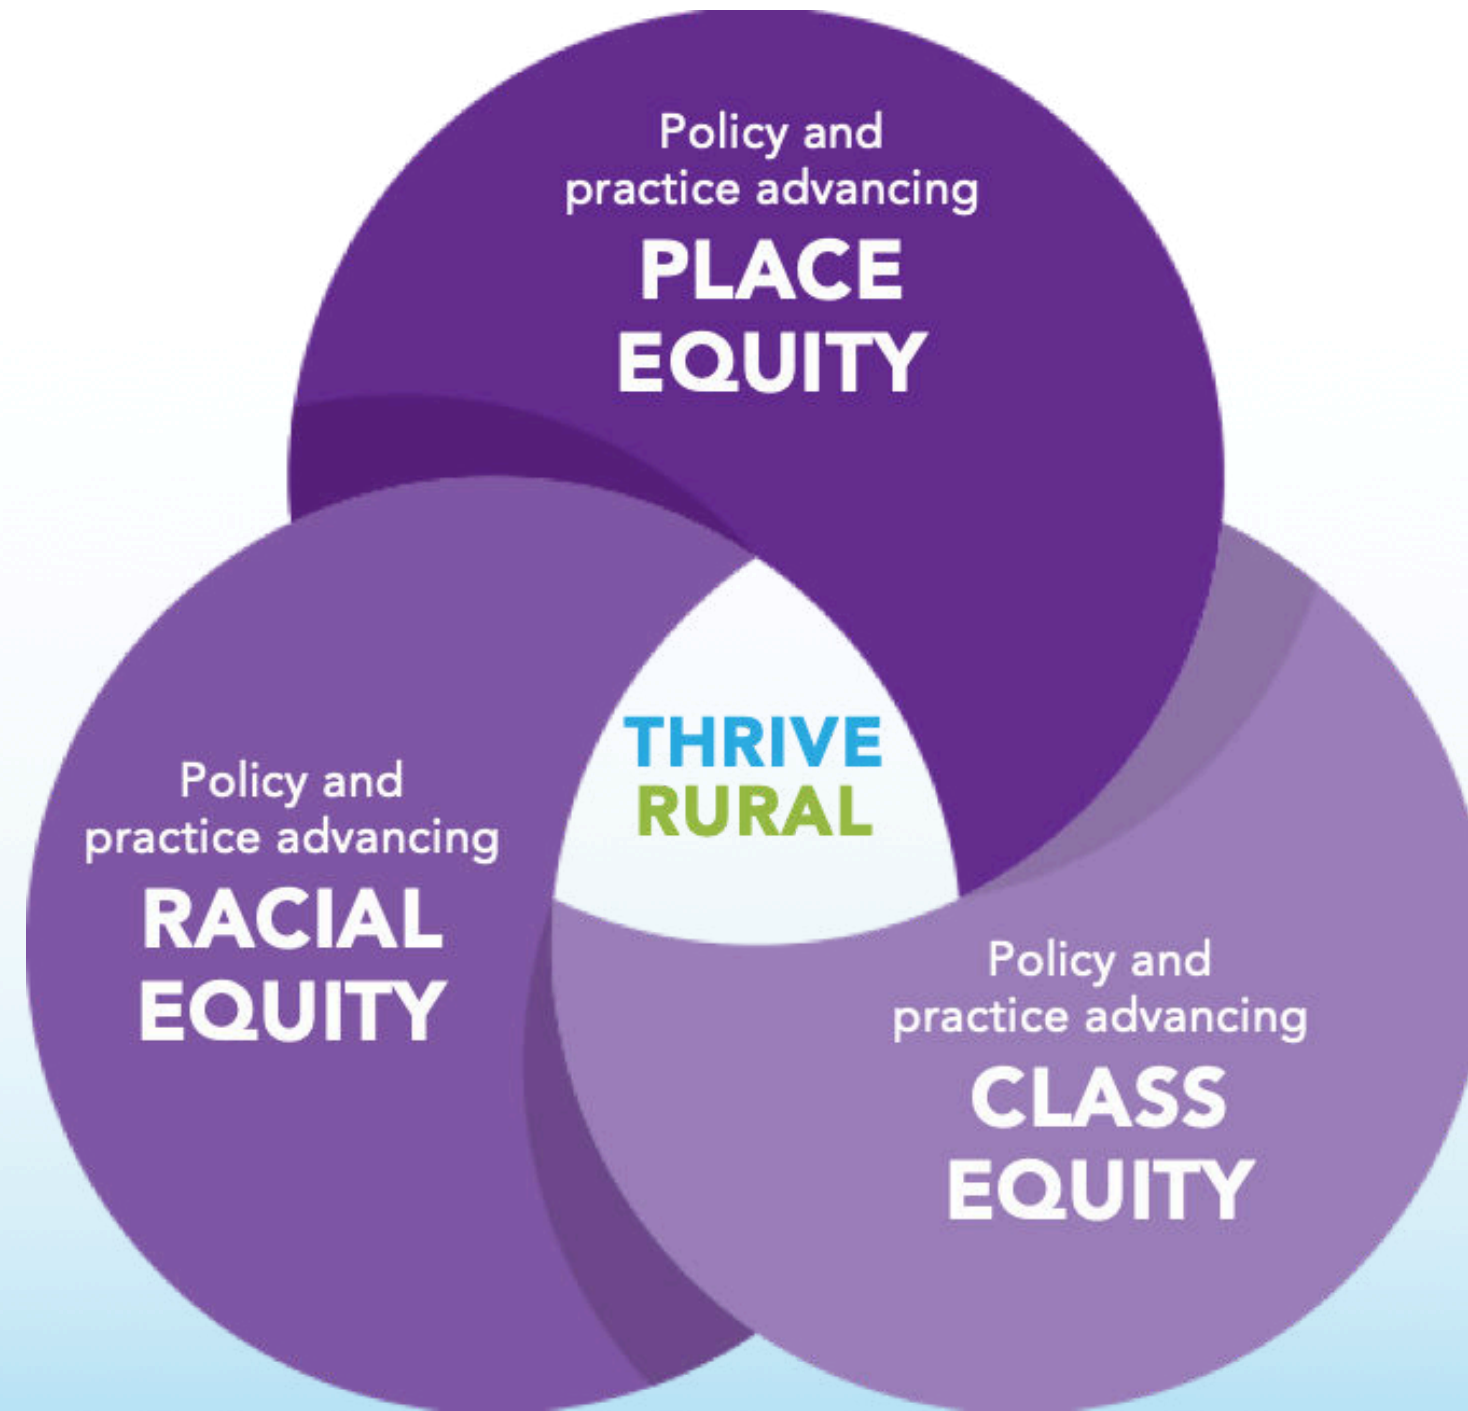 Policy and
practice advancing
PLACE
EQUITY
THRIVE
RURAL
Policy and
practice advancing
RACIAL
EQUITY
Policy and
practice advancing
CLASS
EQUITY